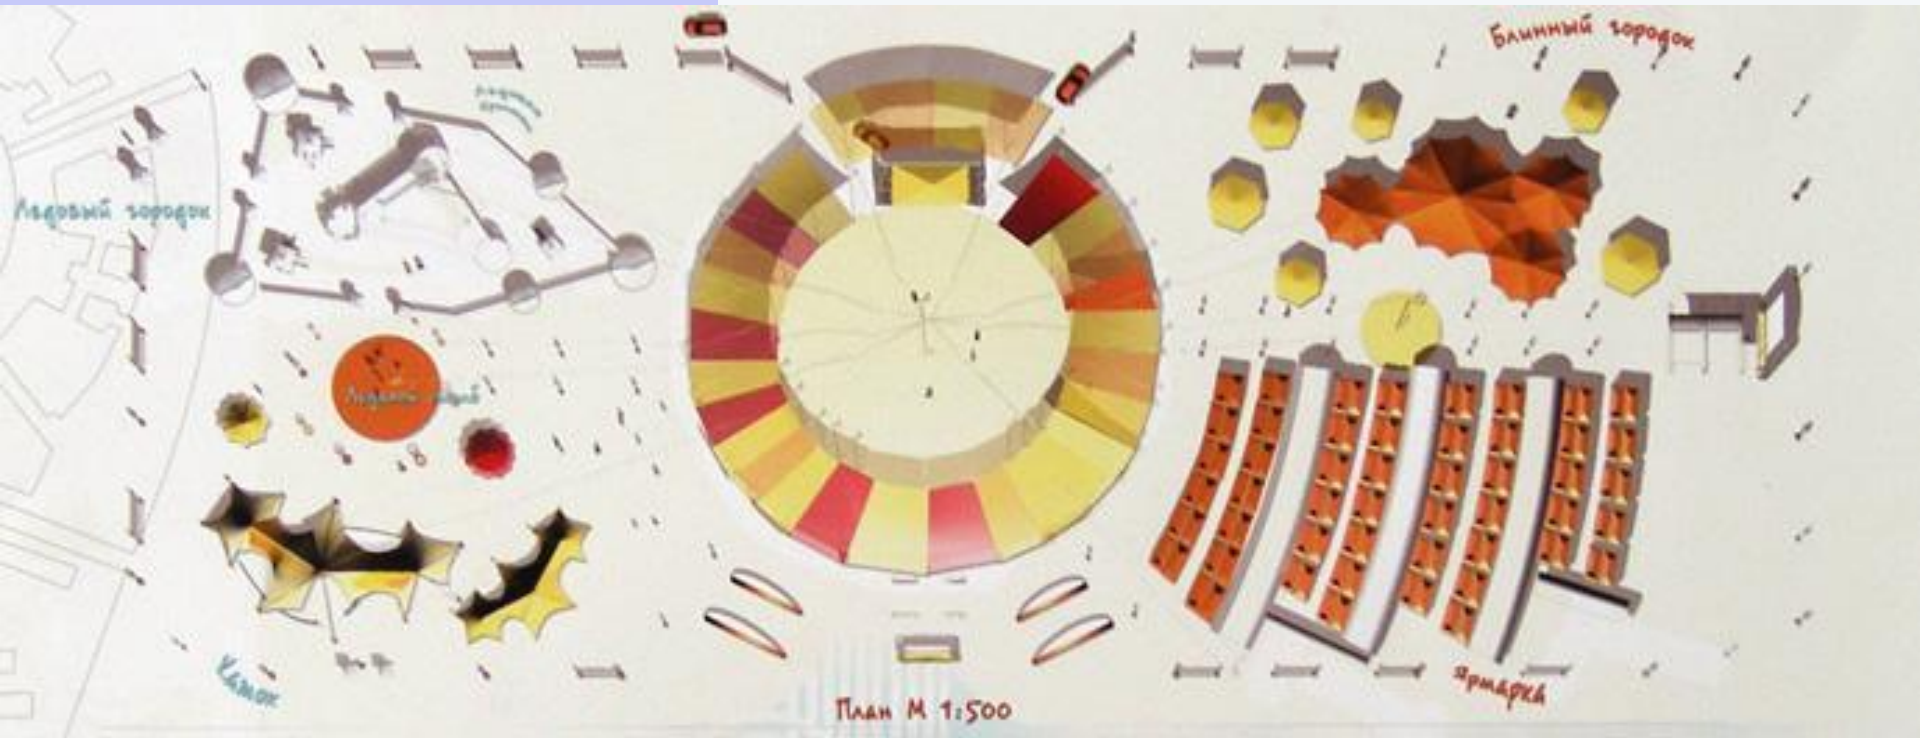 Блинный городок
Ледовый городок
Каток
Ярмарка
План М 1:500